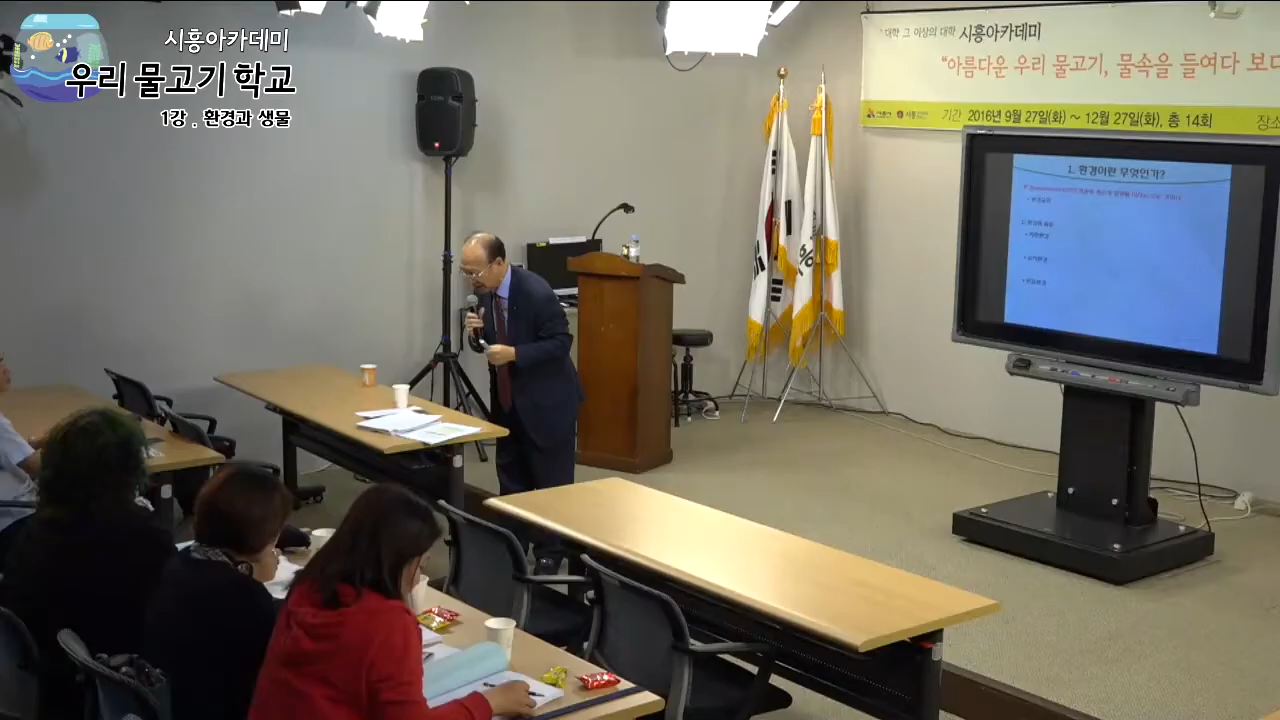 시흥아카데미
우리 물고기 학교
1강 . 환경과 생물
대학 그 이상의 대학 시흥아카데미
"아름다운 우리 물고기, 물속을 들여다 보다
기간 2016년 9월 27일(화) ~ 12월 27일(화), 총 14회 장소
1. 환경이란 무엇인가?